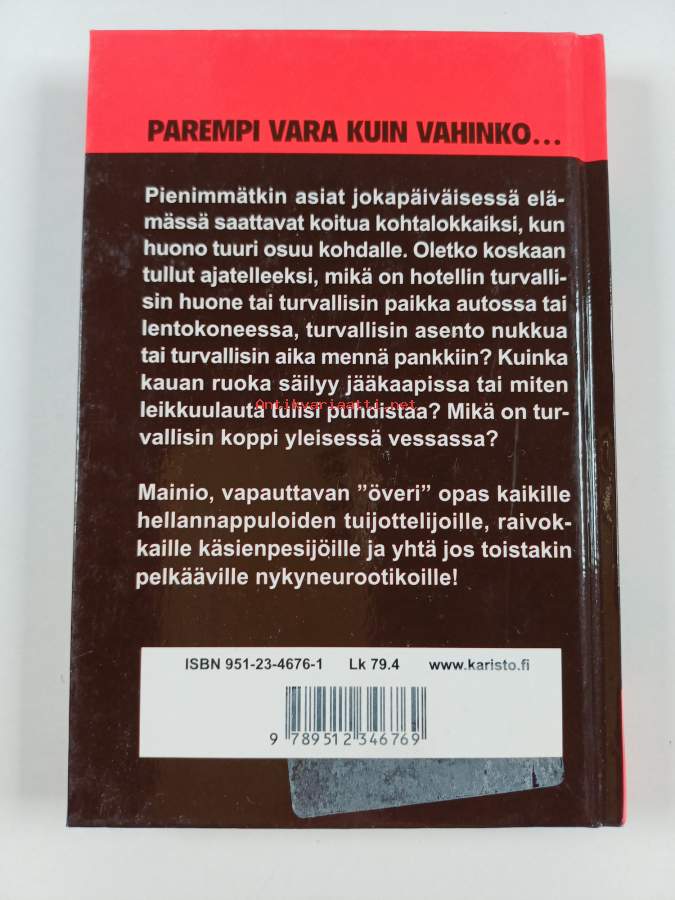 PAREMPI VARA KUIN VAHINKO...
Pienimmätkin asiat jokapäiväisessä elä-
mässä saattavat koitua kohtalokkaiksi, kun
huono tuuri osuu kohdalle. Oletko koskaan
tullut ajatelleeksi, mikä on hotellin turvalli-
sin huone tai turvallisin paikka autossa tai
lentokoneessa, turvallisin asento nukkua
tai turvallisin aika mennä pankkiin? Kuinka
kauan ruoka säilyy jääkaapissa tai miten
Antikvariaatti.net
leikkuulauta tulisi puhdistaa? Mikä on tur-
vallisin koppi yleisessä vessassa?
Mainio, vapauttavan ”överi” opas kaikille
hellannappuloiden tuijottelijoille, raivok-
kaille käsienpesijöille ja yhtä jos toistakin
pelkääville nykyneurootikoille!
ISBN 951-23-4676-1 Lk 79.4 www.karisto.fi
9 789512 346769